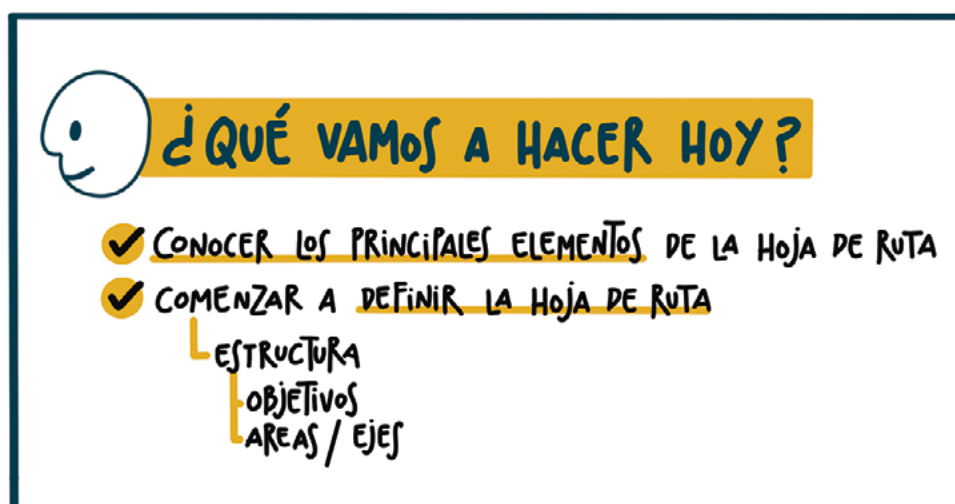 ¿QUÉ VAMOS A HACER HOY?
CONOCER LOS PRINCIPALES ELEMENTOS DE LA HOJA DE RUTA
COMENZAR A DEFINIR LA HOJA DE RUTA
ESTRUCTURA
OBJETIVOS
AREAS / EJES